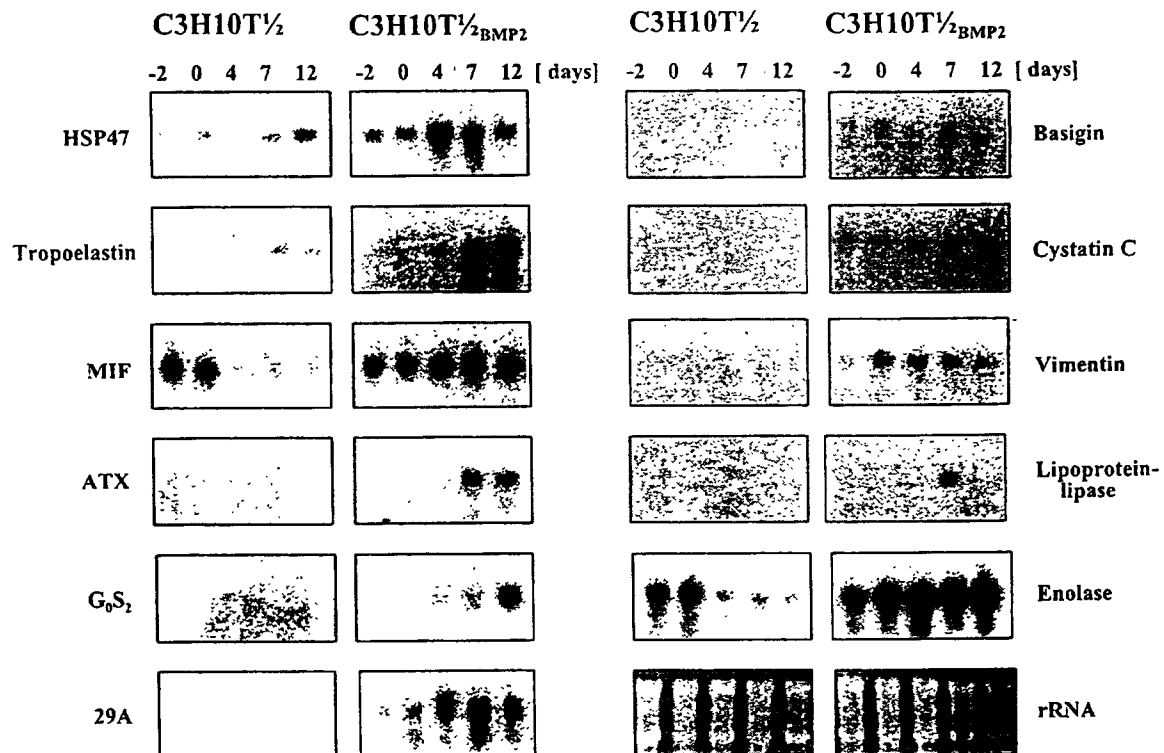 C3H10T½ C3H10T½BMP2 C3H10T½ C3H10T½BMP2
-2 0 4 7 12 -2 0 4 7 12 [ days] -2 0 4 7 12 -2 0 4 7 12 [ days]
HSP47 Basigin
Tropoelastin Cystatin C
MIF Vimentin
ATX Lipoprotein-
lipase
G₀S₂ Enolase
29A rRNA